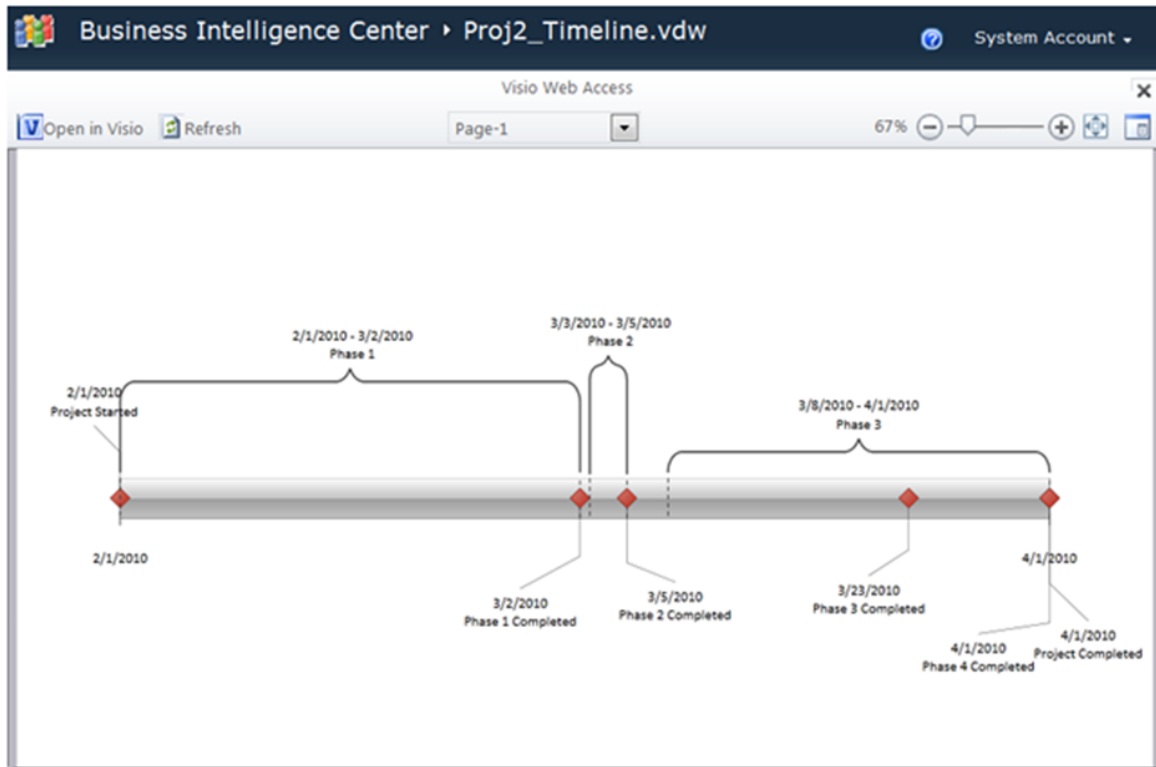 Business Intelligence Center ▸ Proj2_Timeline.vdw
System Account
Visio Web Access
Open in Visio Refresh
Page-1
67%
3/3/2010 - 3/5/2010
Phase 2
2/1/2010 - 3/2/2010
Phase 1
2/1/2010
Project Started
3/8/2010 - 4/1/2010
Phase 3
2/1/2010
4/1/2010
3/2/2010
Phase 1 Completed
3/5/2010
Phase 2 Completed
3/23/2010
Phase 3 Completed
4/1/2010
Phase 4 Completed
4/1/2010
Project Completed